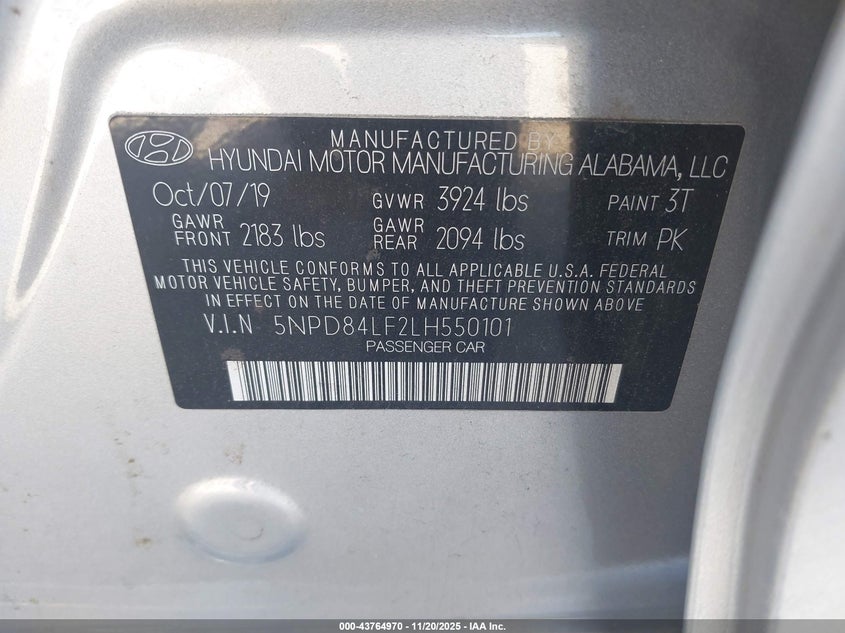 MANUFACTURED BY
HYUNDAI MOTOR MANUFACTURING ALABAMA, LLC
Oct/07/19 GVWR 3924 lbs PAINT 3T
GAWR FRONT 2183 lbs GAWR REAR 2094 lbs TRIM PK
THIS VEHICLE CONFORMS TO ALL APPLICABLE U.S.A. FEDERAL
MOTOR VEHICLE SAFETY, BUMPER, AND THEFT PREVENTION STANDARDS
IN EFFECT ON THE DATE OF MANUFACTURE SHOWN ABOVE
V.I.N 5NPD84LF2LH550101
PASSENGER CAR
000-43764970 - 11/20/2025 - IAA Inc.